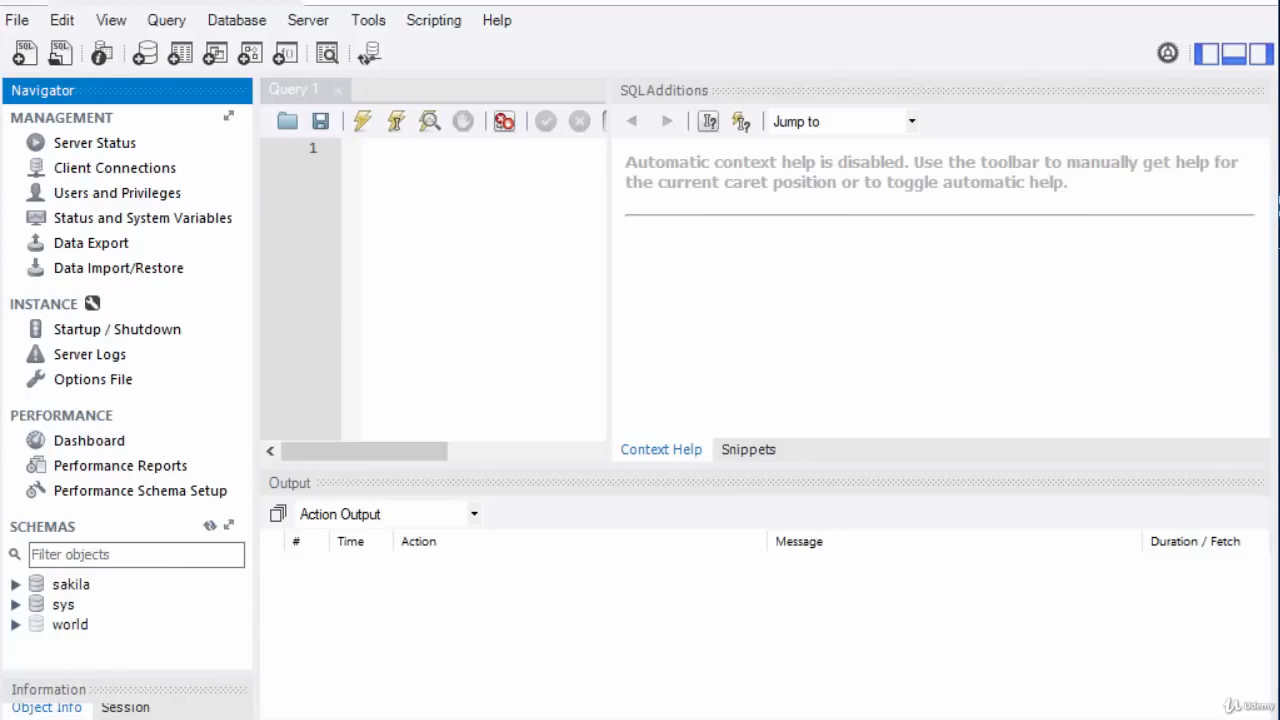 File Edit View Query Database Server Tools Scripting Help
SQL SQL
Navigator
MANAGEMENT
Server Status
Client Connections
Users and Privileges
Status and System Variables
Data Export
Data Import/Restore
INSTANCE
Startup / Shutdown
Server Logs
Options File
PERFORMANCE
Dashboard
Performance Reports
Performance Schema Setup
SCHEMAS
Filter objects
sakila
sys
world
Information
Object Info Session
Query 1
1
SQLAdditions
Jump to
Automatic context help is disabled. Use the toolbar to manually get help for
the current caret position or to toggle automatic help.
Context Help Snippets
Output
Action Output
# Time Action Message Duration / Fetch
Udemy